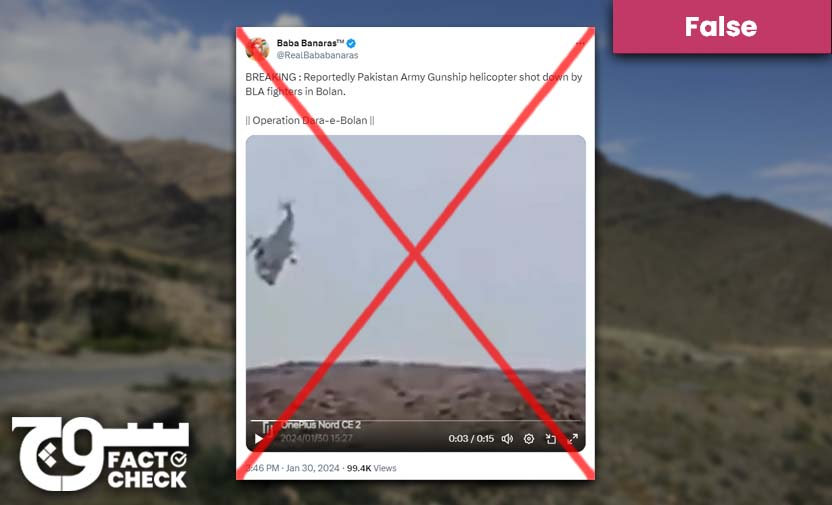 False
Baba Banaras™
@RealBababanaras
BREAKING : Reportedly Pakistan Army Gunship helicopter shot down by
BLA fighters in Bolan.
|| Operation Dara-e-Bolan ||
OnePlus Nord CE 2
2024/01/30 15:27
0:03 / 0:15
3:46 PM · Jan 30, 2024 · 99.4K Views
FACT
CHECK